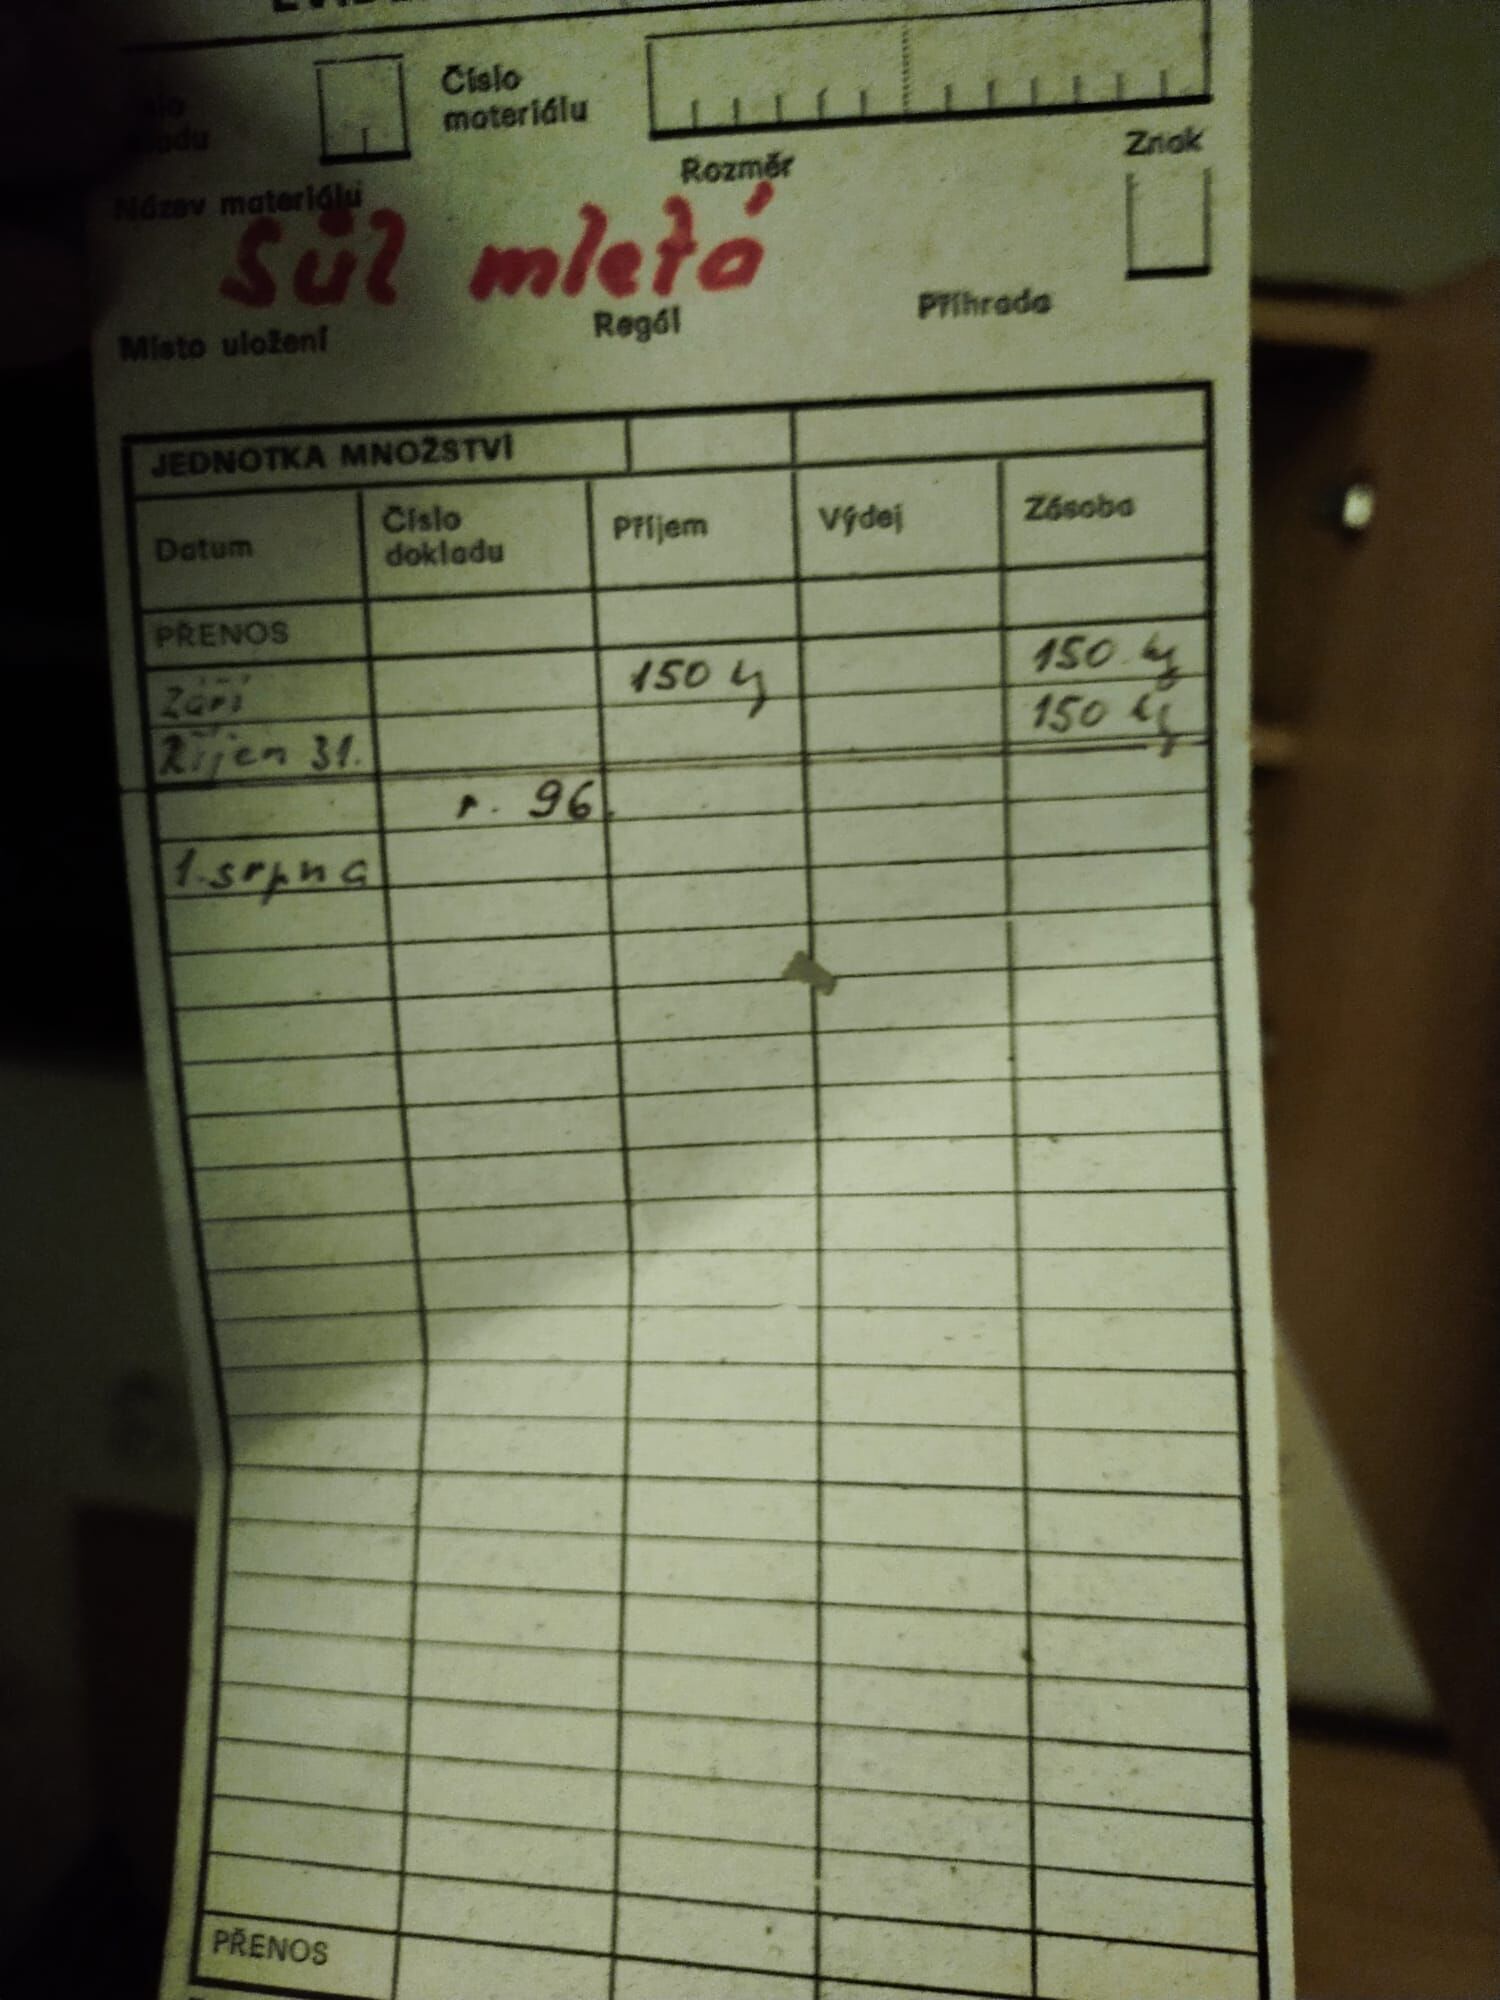 Číslo
materiálu
Rozměr
Znak
Název materiálu
Sůl mletá
Místo uložení Regál Přihrada
JEDNOTKA MNOŽSTVÍ
Datum Číslo dokladu Příjem Výdej Zásoba
PŘENOS
Září 150 kg 150 kg
Říjen 31. 150 kg
r. 96.
1. srpna
PŘENOS